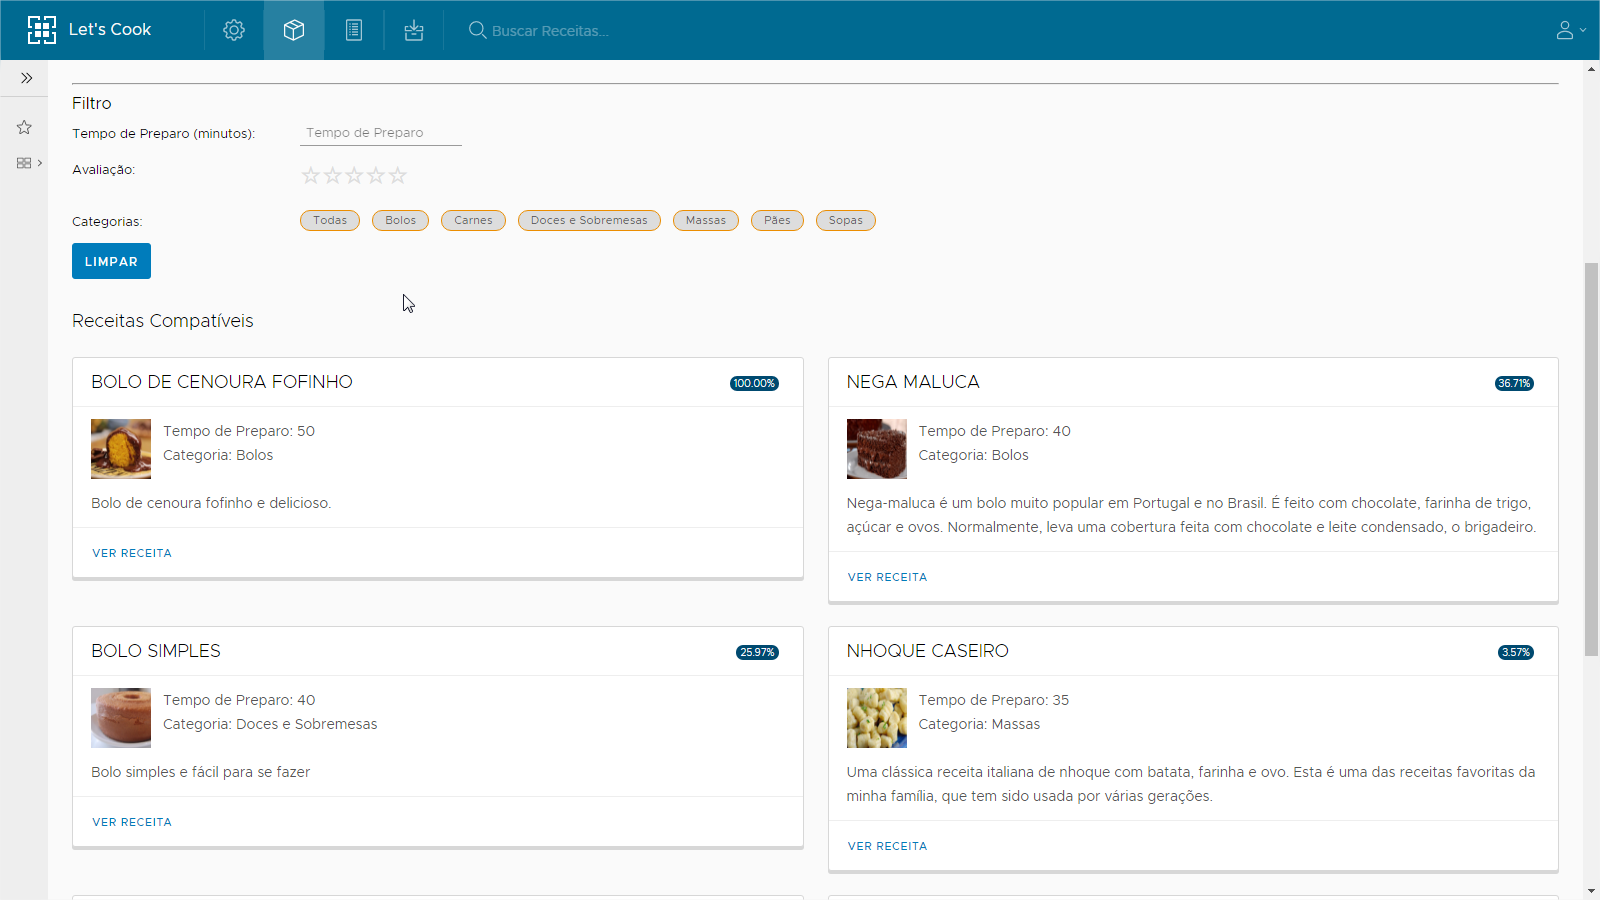 Let's Cook
Buscar Receitas...
Filtro
Tempo de Preparo (minutos):
Tempo de Preparo
Avaliação:
Categorias:
Todas
Bolos
Carnes
Doces e Sobremesas
Massas
Pães
Sopas
LIMPAR
Receitas Compatíveis
BOLO DE CENOURA FOFINHO
100.00%
Tempo de Preparo: 50
Categoria: Bolos
Bolo de cenoura fofinho e delicioso.
VER RECEITA
NEGA MALUCA
36.71%
Tempo de Preparo: 40
Categoria: Bolos
Nega-maluca é um bolo muito popular em Portugal e no Brasil. É feito com chocolate, farinha de trigo,
açúcar e ovos. Normalmente, leva uma cobertura feita com chocolate e leite condensado, o brigadeiro.
VER RECEITA
BOLO SIMPLES
25.97%
Tempo de Preparo: 40
Categoria: Doces e Sobremesas
Bolo simples e fácil para se fazer
VER RECEITA
NHOQUE CASEIRO
3.57%
Tempo de Preparo: 35
Categoria: Massas
Uma clássica receita italiana de nhoque com batata, farinha e ovo. Esta é uma das receitas favoritas da
minha família, que tem sido usada por várias gerações.
VER RECEITA